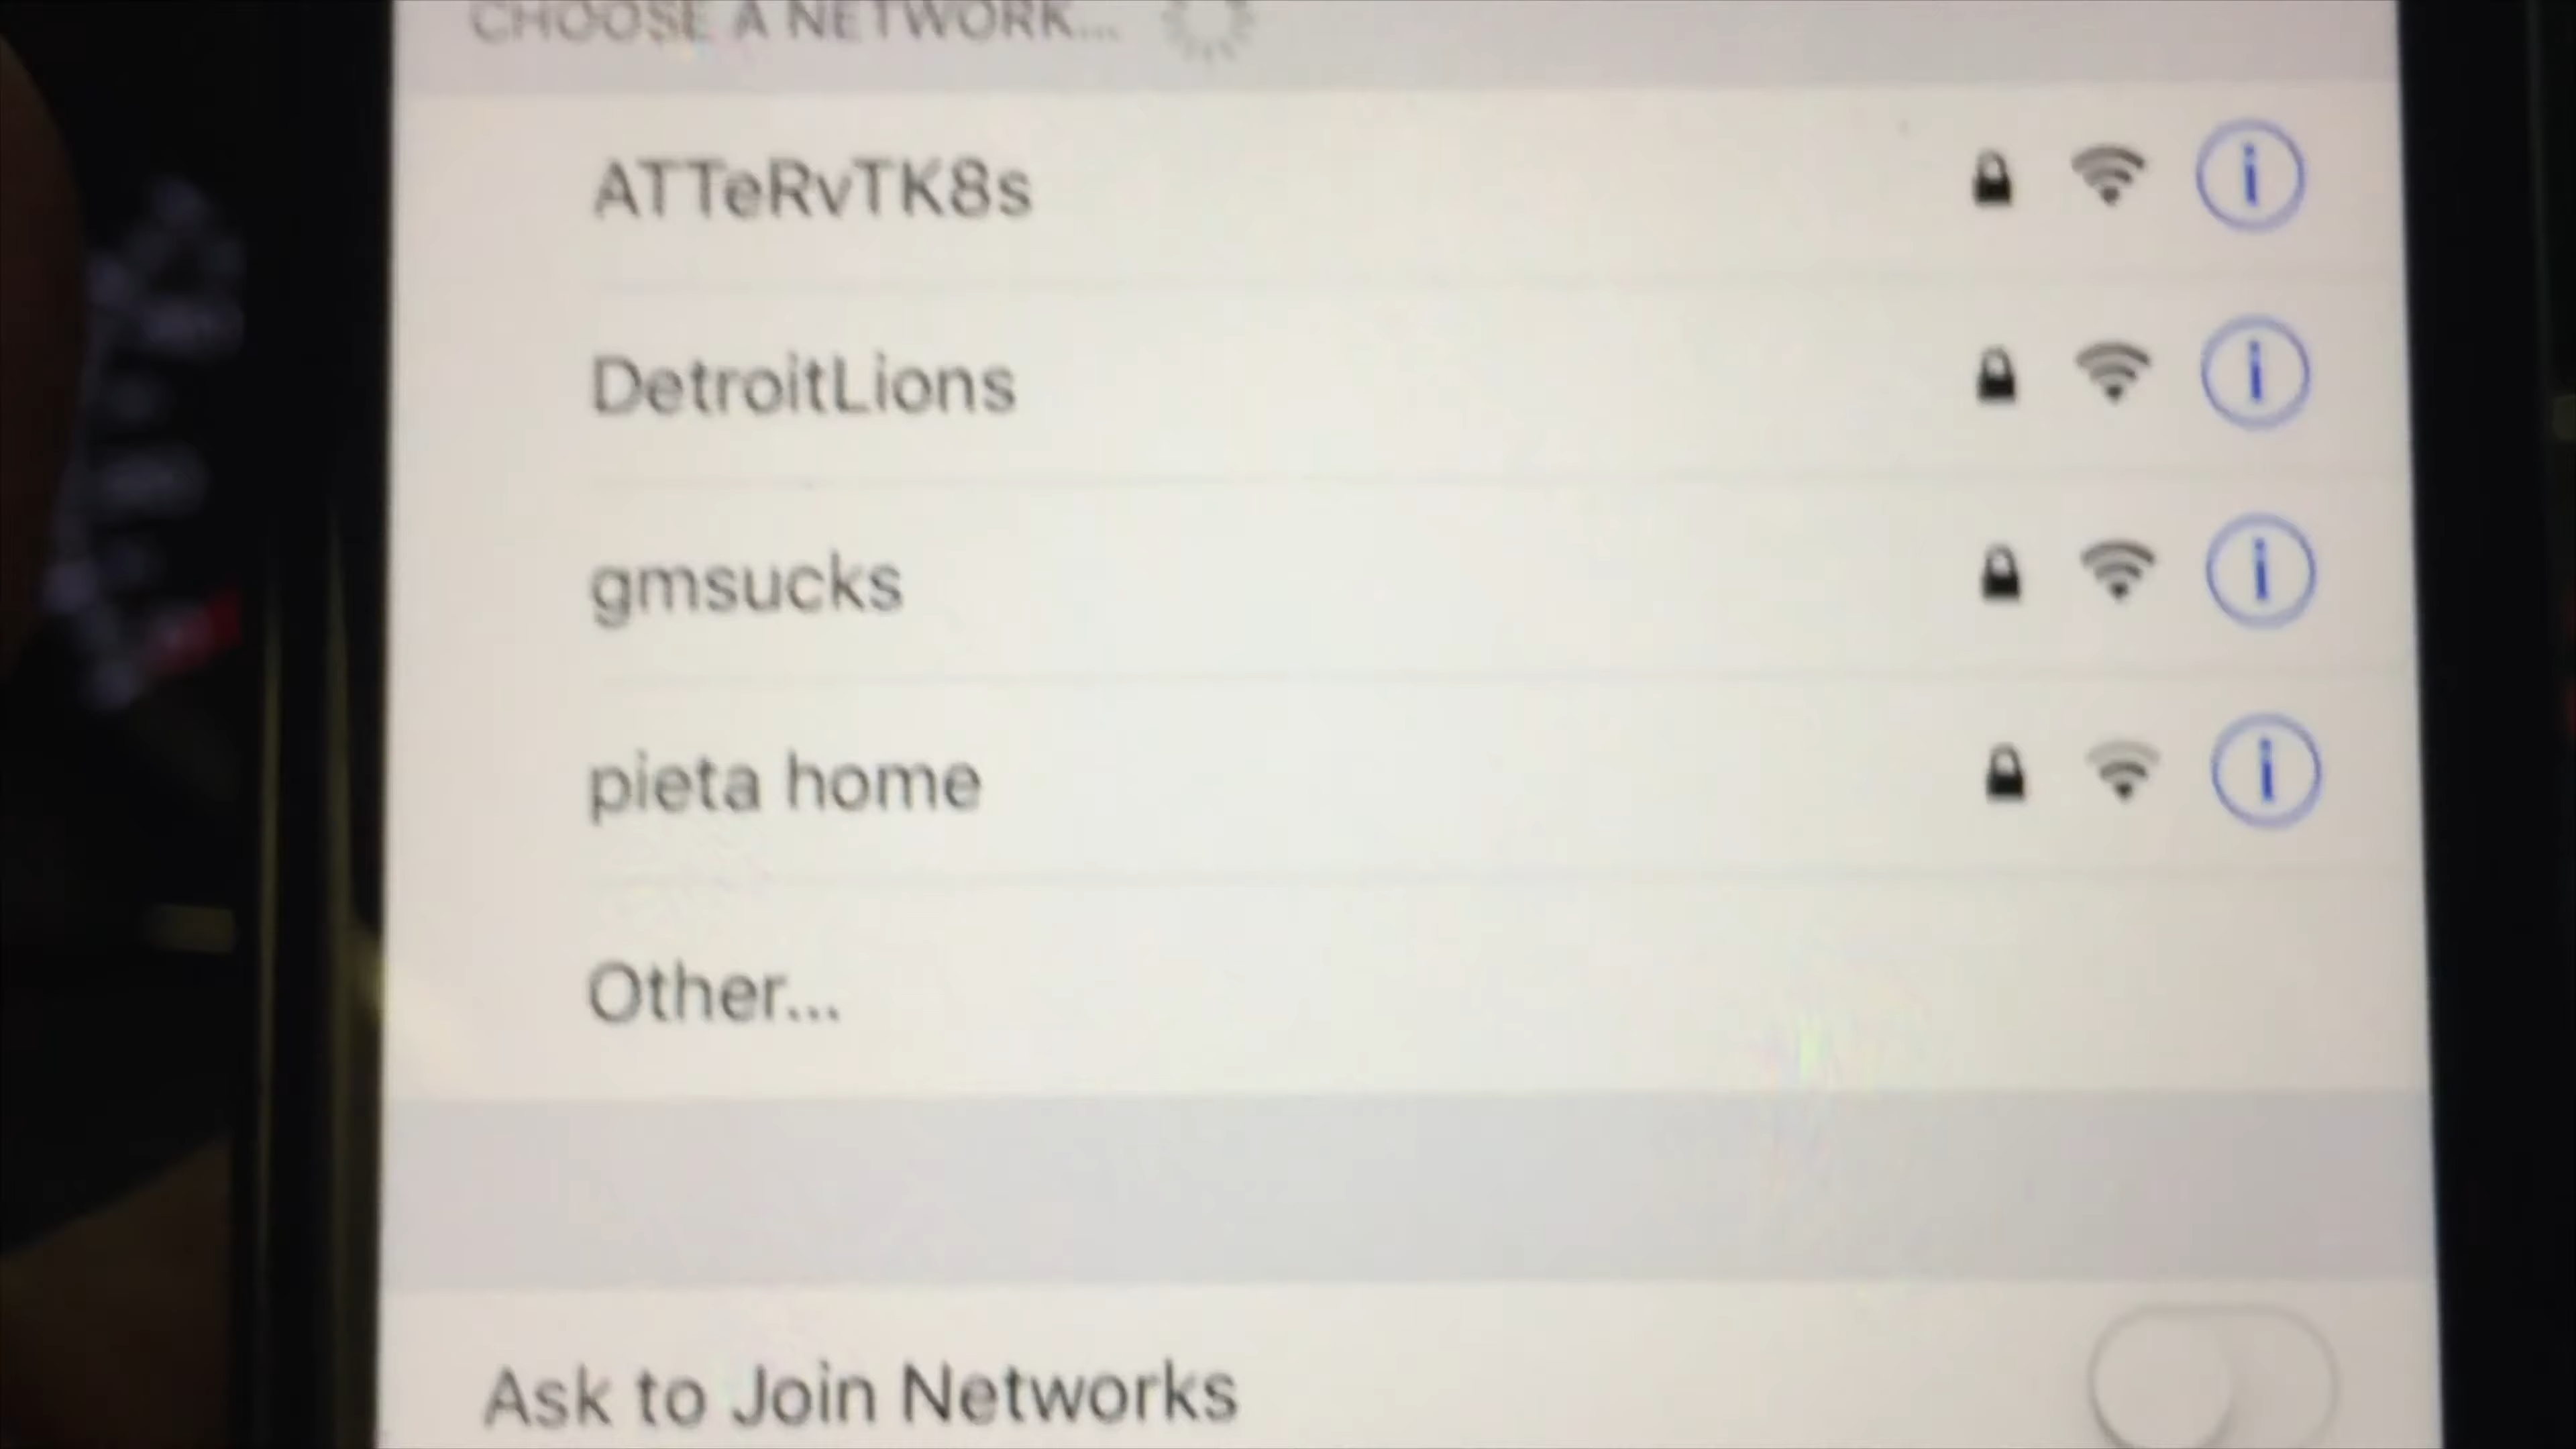 CHOOSE A NETWORK...
ATTeRvTK8s
DetroitLions
gmsucks
pieta home
Other...
Ask to Join Networks